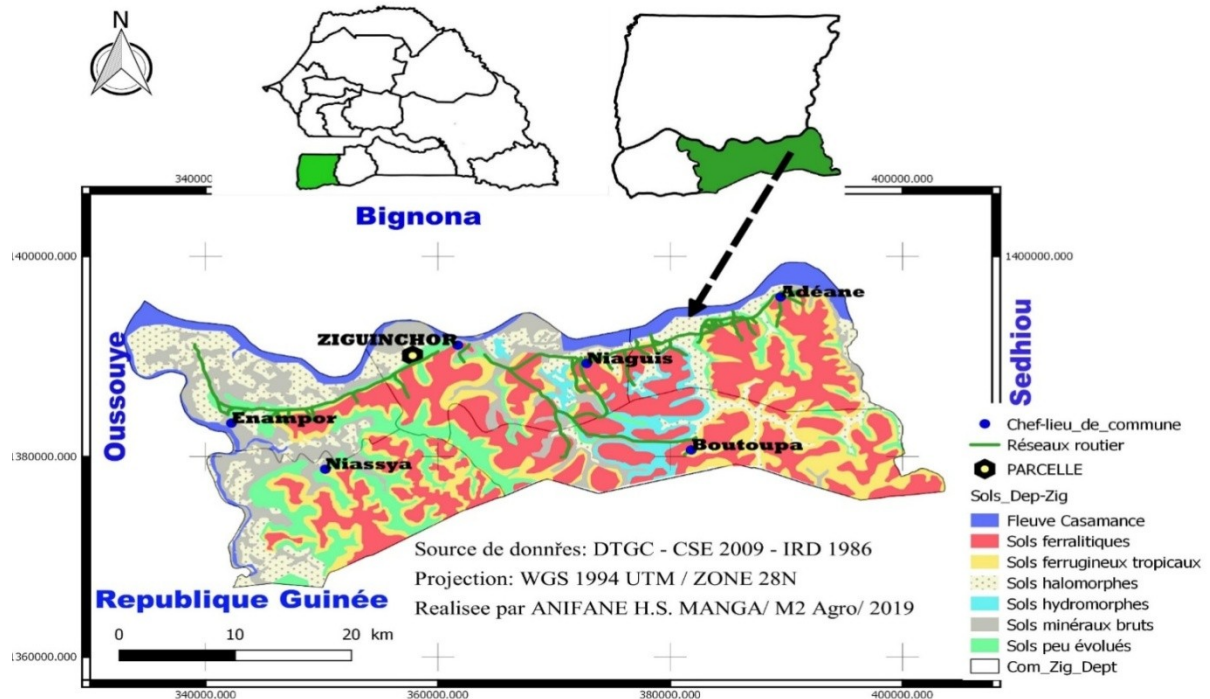 N
340000.000
400000.000
Bignona
1400000.000
1400000.000
Adéane
ZIGUINCHOR
Niaguis
Oussouye
Sedhiou
Enampor
Boutoupa
Niassya
1380000.000
Chef-lieu_de_commune
Réseaux routier
PARCELLE
Sols_Dep-Zig
Fleuve Casamance
Sols ferralitiques
Sols ferrugineux tropicaux
Sols halomorphes
Sols hydromorphes
Sols minéraux bruts
Sols peu évolués
Com_Zig_Dept
Source de donnřes: DTGC - CSE 2009 - IRD 1986
Projection: WGS 1994 UTM / ZONE 28N
Realisee par ANIFANE H.S. MANGA/ M2 Agro/ 2019
Republique Guinée
0 10 20 km
1360000.000
1360000.000
340000.000
360000.000
380000.000
400000.000